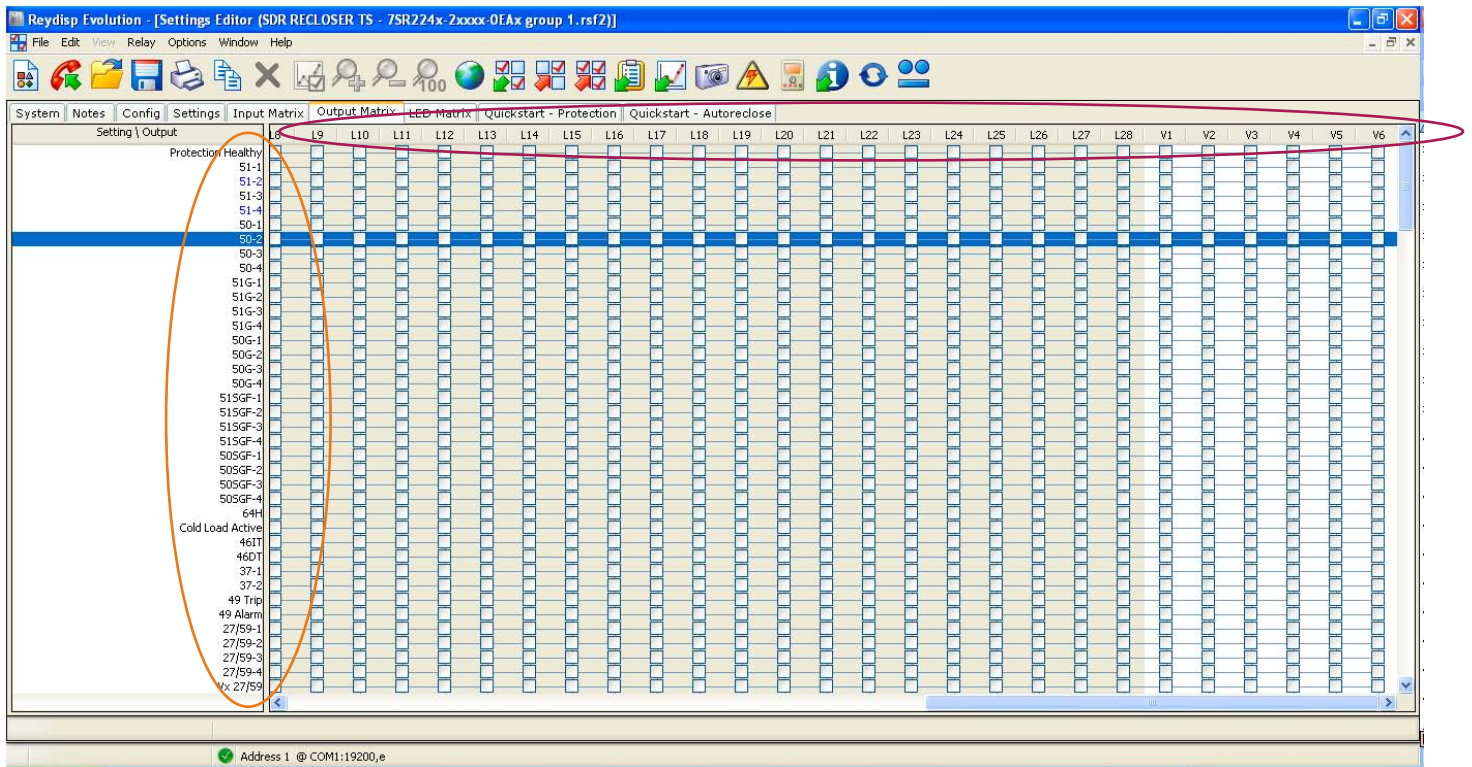 Reydisp Evolution - [Settings Editor (SDR RECLOSER TS - 7SR224x-2xxxx-0EAx group 1.rsf2)]
File Edit View Relay Options Window Help
100
System Notes Config Settings Input Matrix Output Matrix LED Matrix Quickstart - Protection Quickstart - Autoreclose
Setting \ Output L8 L9 L10 L11 L12 L13 L14 L15 L16 L17 L18 L19 L20 L21 L22 L23 L24 L25 L26 L27 L28 V1 V2 V3 V4 V5 V6
Protection Healthy
51-1
51-2
51-3
51-4
50-1
50-2
50-3
50-4
51G-1
51G-2
51G-3
51G-4
50G-1
50G-2
50G-3
50G-4
51SGF-1
51SGF-2
51SGF-3
51SGF-4
50SGF-1
50SGF-2
50SGF-3
50SGF-4
64H
Cold Load Active
46IT
46DT
37-1
37-2
49 Trip
49 Alarm
27/59-1
27/59-2
27/59-3
27/59-4
Vx 27/59
Address 1 @ COM1:19200,e